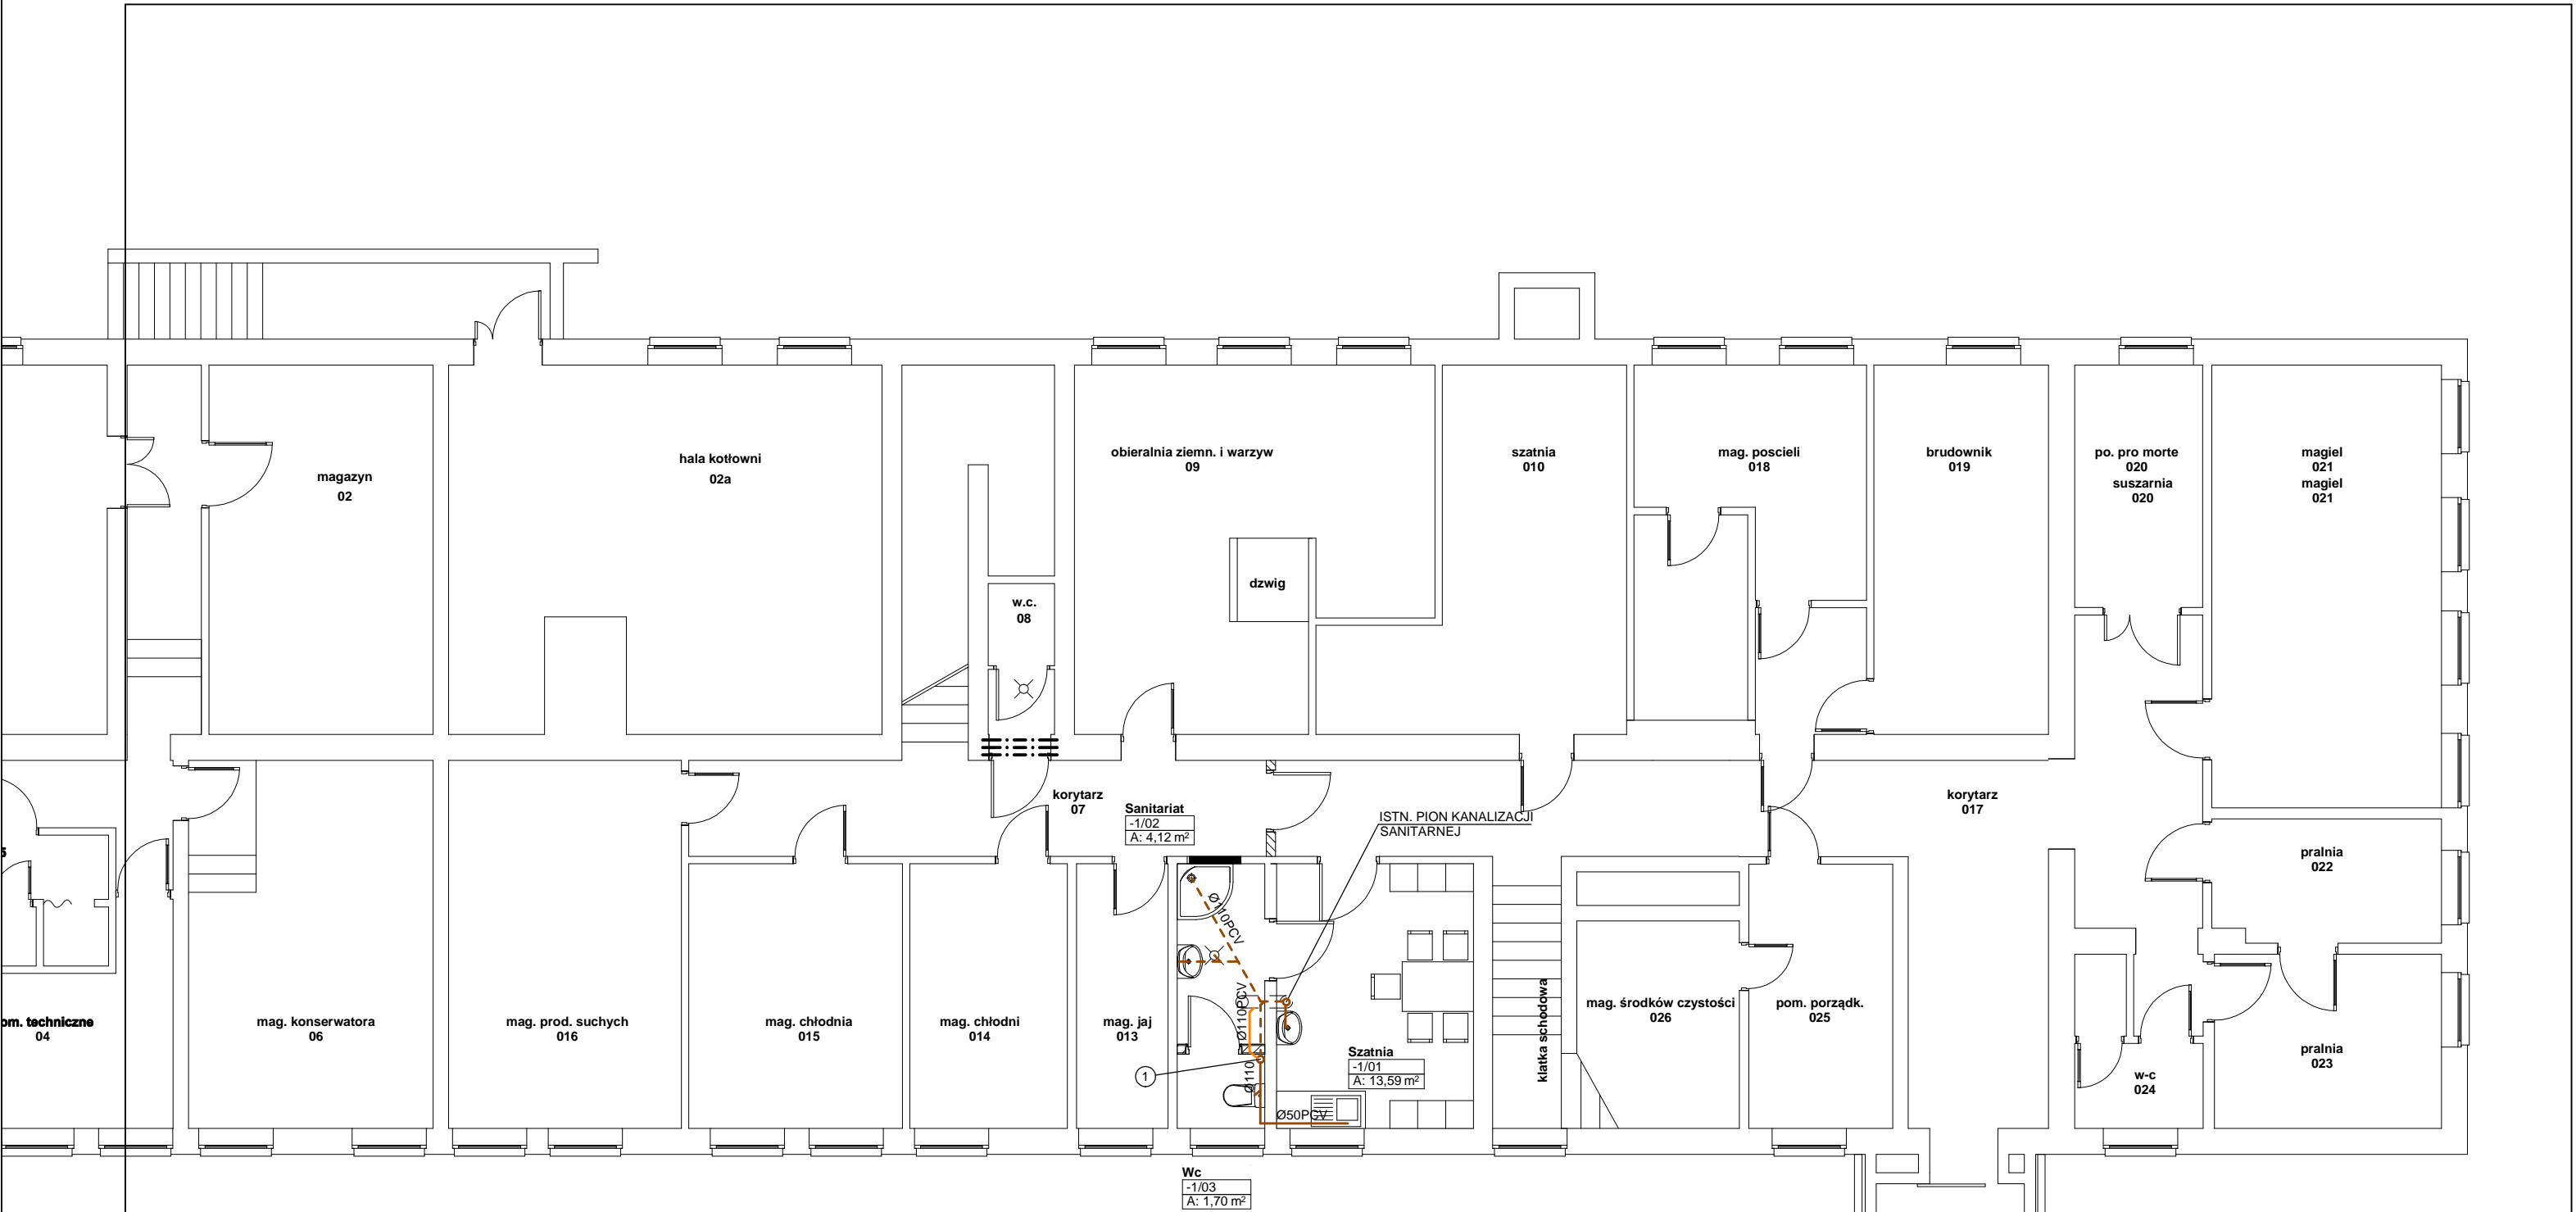 magazyn
02
hala kotłowni
02a
obieralnia ziemn. i warzyw
09
szatnia
010
mag. poscieli
018
brudownik
019
po. pro morte
020
suszarnia
020
magiel
021
magiel
021
dzwig
w.c.
08
korytarz
07
Sanitariat
-1/02
A: 4,12 m²
ISTN. PION KANALIZACJI
SANITARNEJ
korytarz
017
pralnia
022
5
Ø110PCV
Ø110PCV
Ø110
Ø50PCV
1
om. techniczne
04
mag. konserwatora
06
mag. prod. suchych
016
mag. chłodnia
015
mag. chłodni
014
mag. jaj
013
Szatnia
-1/01
A: 13,59 m²
klatka schodowa
mag. środków czystości
026
pom. porządk.
025
w-c
024
pralnia
023
Wc
-1/03
A: 1,70 m²